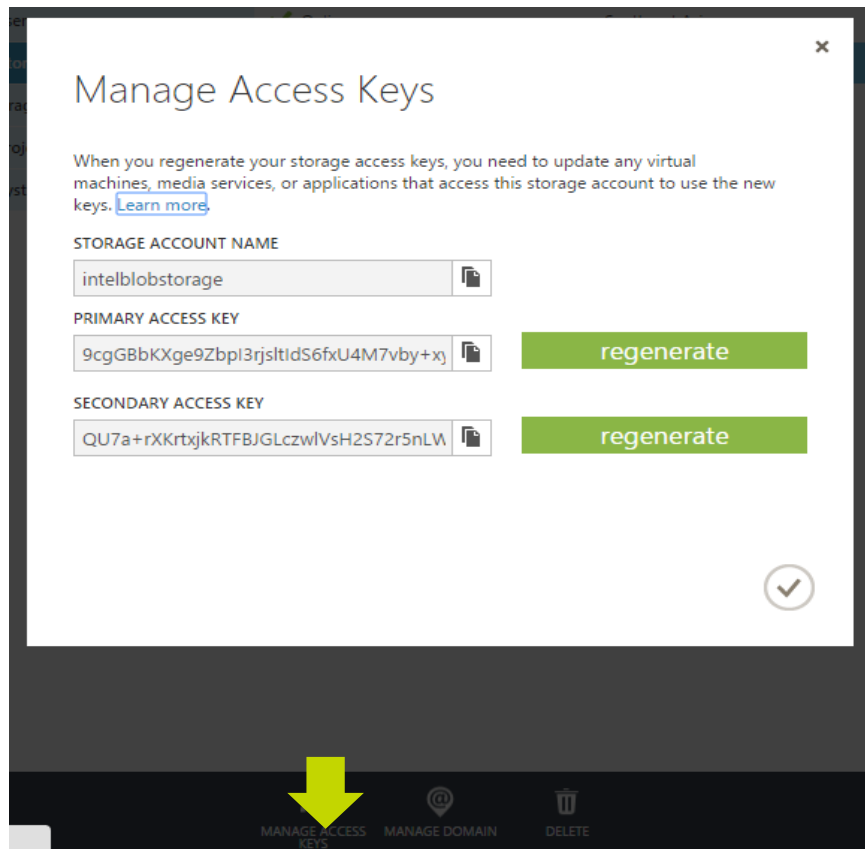 Manage Access Keys
When you regenerate your storage access keys, you need to update any virtual
machines, media services, or applications that access this storage account to use the new
keys. Learn more.
STORAGE ACCOUNT NAME
intelblobstorage
PRIMARY ACCESS KEY
9cgGBbKXge9ZbpI3rjsltIdS6fxU4M7vby+xy
regenerate
SECONDARY ACCESS KEY
QU7a+rXKrtxjkRTFBJGLczwlVsH2S72r5nLW
regenerate
MANAGE ACCESS
KEYS
MANAGE DOMAIN
DELETE